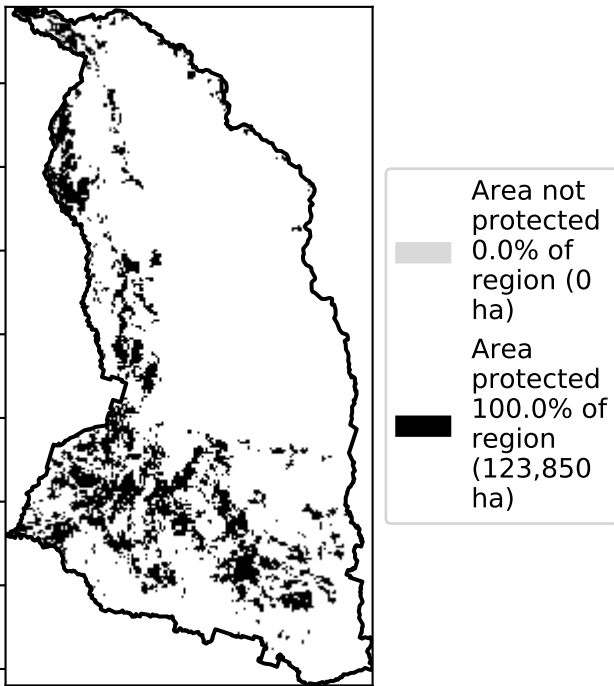 Area not
protected
0.0% of
region (0
ha)
Area
protected
100.0% of
region
(123,850
ha)